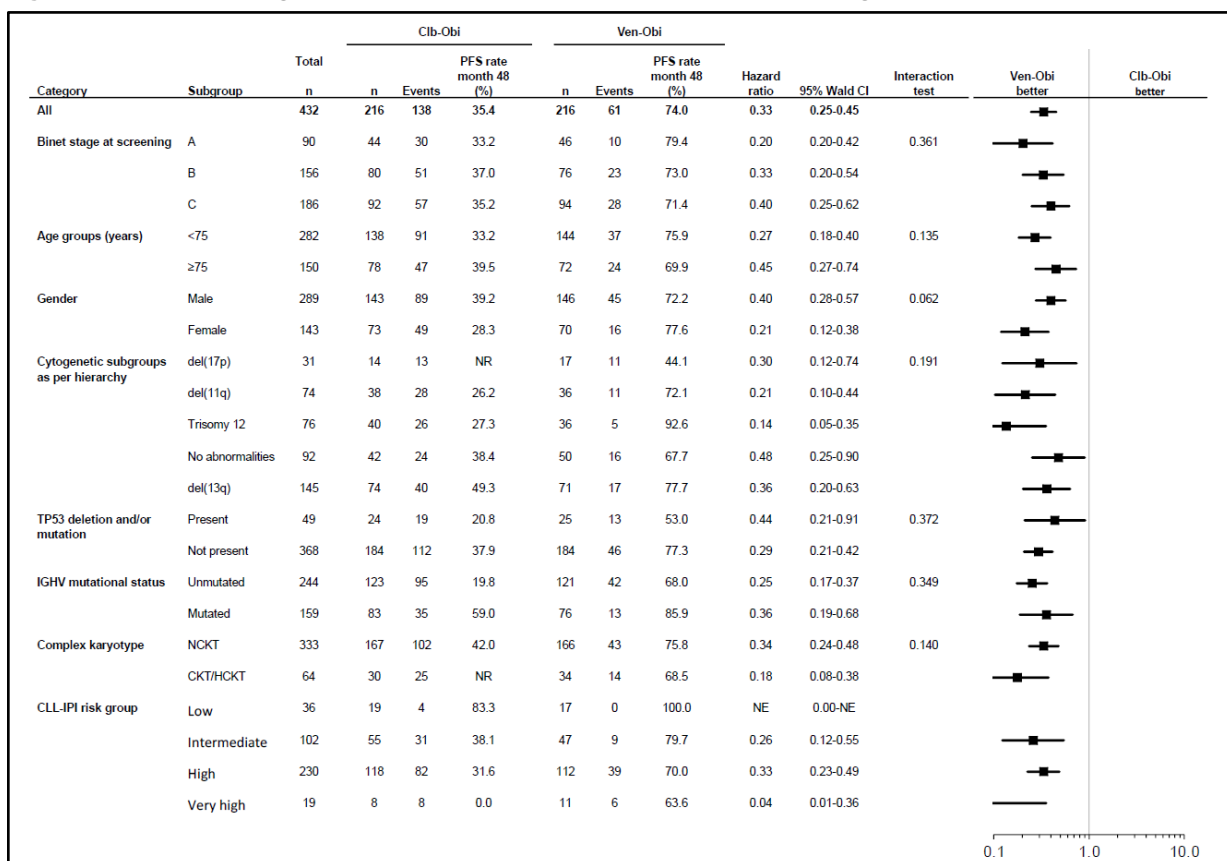 Clb-Obi Ven-Obi
Category Subgroup Total n n Events PFS rate month 48 (%) n Events PFS rate month 48 (%) Hazard ratio 95% Wald CI Interaction test Ven-Obi better Clb-Obi better
All 432 216 138 35.4 216 61 74.0 0.33 0.25-0.45
Binet stage at screening A 90 44 30 33.2 46 10 79.4 0.20 0.20-0.42 0.361
B 156 80 51 37.0 76 23 73.0 0.33 0.20-0.54
C 186 92 57 35.2 94 28 71.4 0.40 0.25-0.62
Age groups (years) <75 282 138 91 33.2 144 37 75.9 0.27 0.18-0.40 0.135
≥75 150 78 47 39.5 72 24 69.9 0.45 0.27-0.74
Gender Male 289 143 89 39.2 146 45 72.2 0.40 0.28-0.57 0.062
Female 143 73 49 28.3 70 16 77.6 0.21 0.12-0.38
Cytogenetic subgroups as per hierarchy del(17p) 31 14 13 NR 17 11 44.1 0.30 0.12-0.74 0.191
del(11q) 74 38 28 26.2 36 11 72.1 0.21 0.10-0.44
Trisomy 12 76 40 26 27.3 36 5 92.6 0.14 0.05-0.35
No abnormalities 92 42 24 38.4 50 16 67.7 0.48 0.25-0.90
del(13q) 145 74 40 49.3 71 17 77.7 0.36 0.20-0.63
TP53 deletion and/or mutation Present 49 24 19 20.8 25 13 53.0 0.44 0.21-0.91 0.372
Not present 368 184 112 37.9 184 46 77.3 0.29 0.21-0.42
IGHV mutational status Unmutated 244 123 95 19.8 121 42 68.0 0.25 0.17-0.37 0.349
Mutated 159 83 35 59.0 76 13 85.9 0.36 0.19-0.68
Complex karyotype NCKT 333 167 102 42.0 166 43 75.8 0.34 0.24-0.48 0.140
CKT/HCKT 64 30 25 NR 34 14 68.5 0.18 0.08-0.38
CLL-IPI risk group Low 36 19 4 83.3 17 0 100.0 NE 0.00-NE
Intermediate 102 55 31 38.1 47 9 79.7 0.26 0.12-0.55
High 230 118 82 31.6 112 39 70.0 0.33 0.23-0.49
Very high 19 8 8 0.0 11 6 63.6 0.04 0.01-0.36
0.1 1.0 10.0